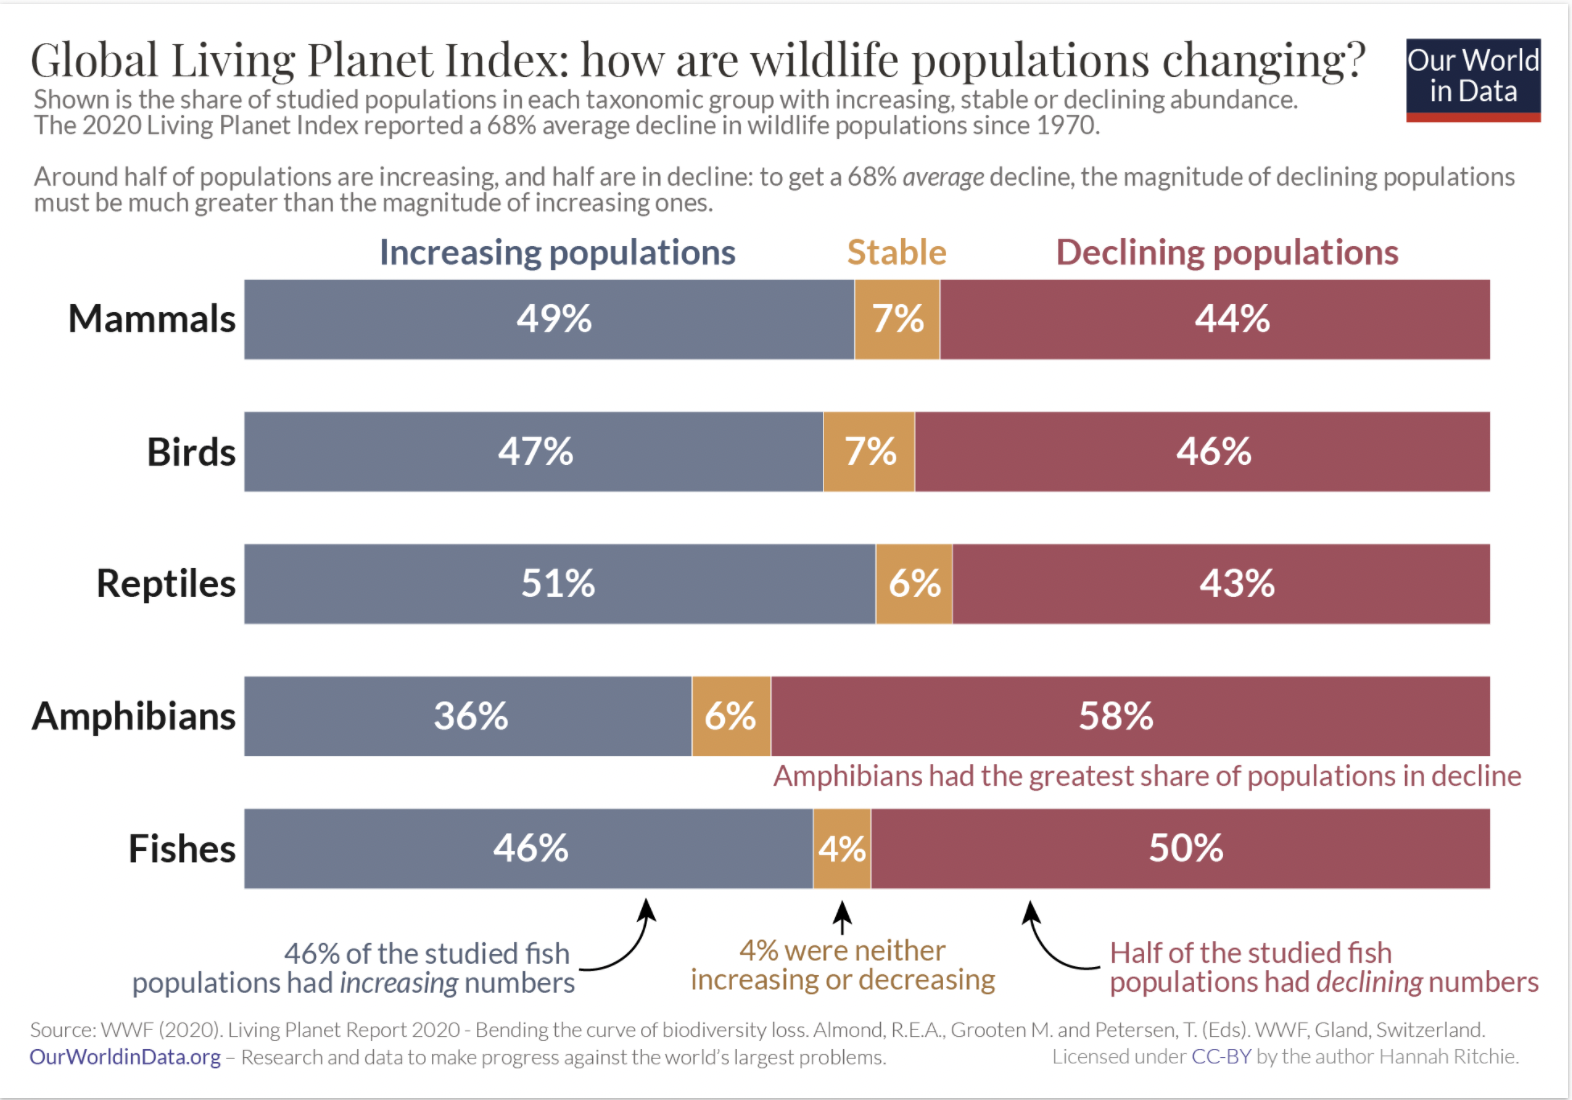 Global Living Planet Index: how are wildlife populations changing?
Our World
in Data
Shown is the share of studied populations in each taxonomic group with increasing, stable or declining abundance.
The 2020 Living Planet Index reported a 68% average decline in wildlife populations since 1970.
Around half of populations are increasing, and half are in decline: to get a 68% average decline, the magnitude of declining populations
must be much greater than the magnitude of increasing ones.
Increasing populations Stable Declining populations
Mammals 49% 7% 44%
Birds 47% 7% 46%
Reptiles 51% 6% 43%
Amphibians 36% 6% 58%
Amphibians had the greatest share of populations in decline
Fishes 46% 4% 50%
46% of the studied fish
populations had increasing numbers
4% were neither
increasing or decreasing
Half of the studied fish
populations had declining numbers
Source: WWF (2020). Living Planet Report 2020 - Bending the curve of biodiversity loss. Almond, R.E.A., Grooten M. and Petersen, T. (Eds). WWF, Gland, Switzerland.
OurWorldinData.org – Research and data to make progress against the world's largest problems. Licensed under CC-BY by the author Hannah Ritchie.